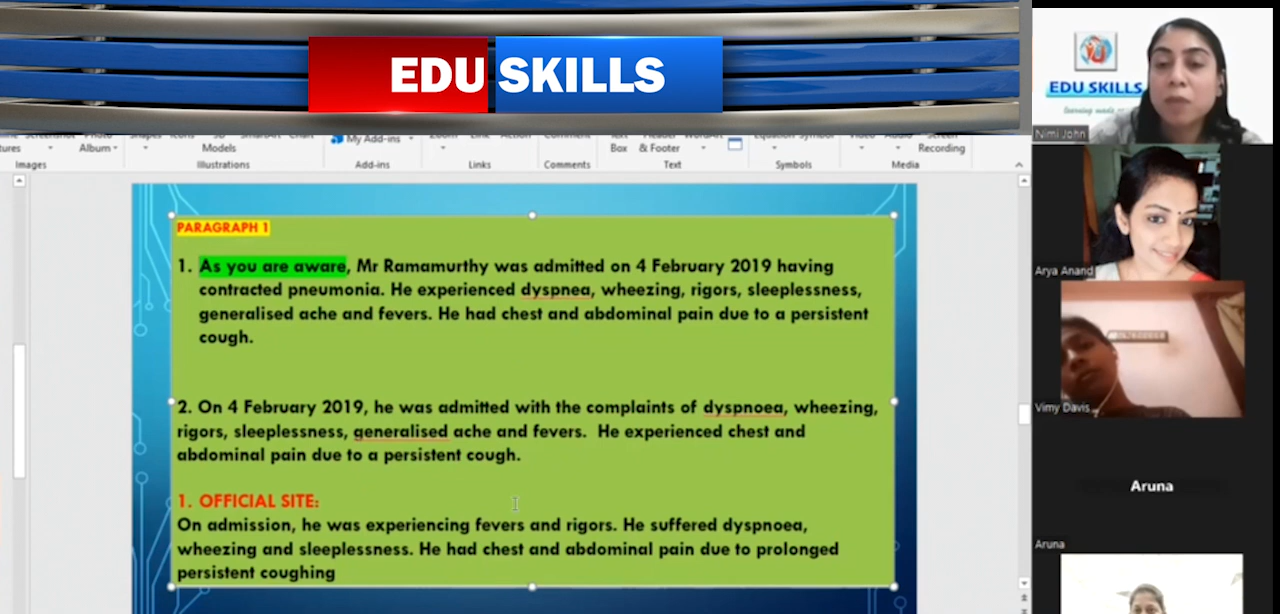 EDU SKILLS
EDU SKILLS
Nimi John
Album
Models
My Add-ins
Box
& Footer
Recording
Images
Illustrations
Add-ins
Links
Comments
Text
Symbols
Media
PARAGRAPH 1
1. As you are aware, Mr Ramamurthy was admitted on 4 February 2019 having
contracted pneumonia. He experienced dyspnea, wheezing, rigors, sleeplessness,
generalised ache and fevers. He had chest and abdominal pain due to a persistent
cough.
2. On 4 February 2019, he was admitted with the complaints of dyspnoea, wheezing,
rigors, sleeplessness, generalised ache and fevers. He experienced chest and
abdominal pain due to a persistent cough.
1. OFFICIAL SITE:
On admission, he was experiencing fevers and rigors. He suffered dyspnoea,
wheezing and sleeplessness. He had chest and abdominal pain due to prolonged
persistent coughing
Arya Anand
Vimy Davis
Aruna
Aruna